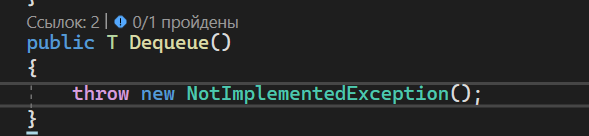 Ссылок: 2 | 0/1 пройдены
public T Dequeue()
{
throw new NotImplementedException();
}